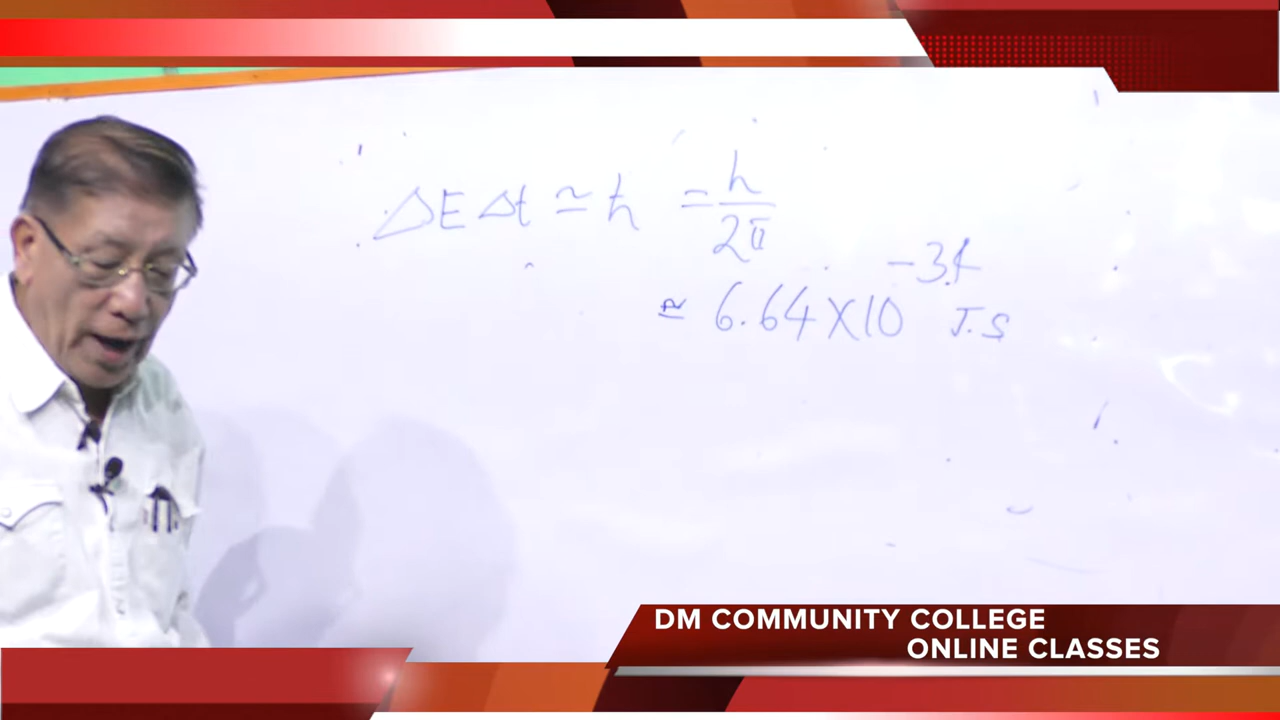 ΔE Δt ≃ ħ = h/2π
≃ 6.64 X 10^-34 J.S
DM COMMUNITY COLLEGE
ONLINE CLASSES